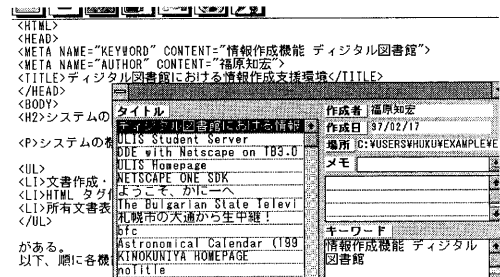 <HTML>
<HEAD>
<META NAME="KEYWORD" CONTENT="情報作成機能 ディジタル図書館">
<META NAME="AUTHOR" CONTENT="福原知宏">
<TITLE>ディジタル図書館における情報作成支援環境</TITLE>
</HEAD>
<BODY>
<H2>システムの
<P>システムの機
<UL>
<LI>文書作成・
<LI>HTML タグ付
<LI>所有文書表
</UL>
がある。
以下、順に各機
タイトル
ディジタル図書館における情報
ULIS Student Server
DDE with Netscape on TB3.0
ULIS Homepage
NETSCAPE ONE SDK
ようこそ、かにーへ
The Bulgarian State Televi
札幌市の大通から生中継!
bfc
Astronomical Calendar (199
KINOKUNIYA HOMEPAGE
noTitle
作成者 福原知宏
作成日 97/02/17
場所 C:¥USERS¥HUKU¥EXAMPLE¥E
メモ
キーワード
情報作成機能 ディジタル
図書館